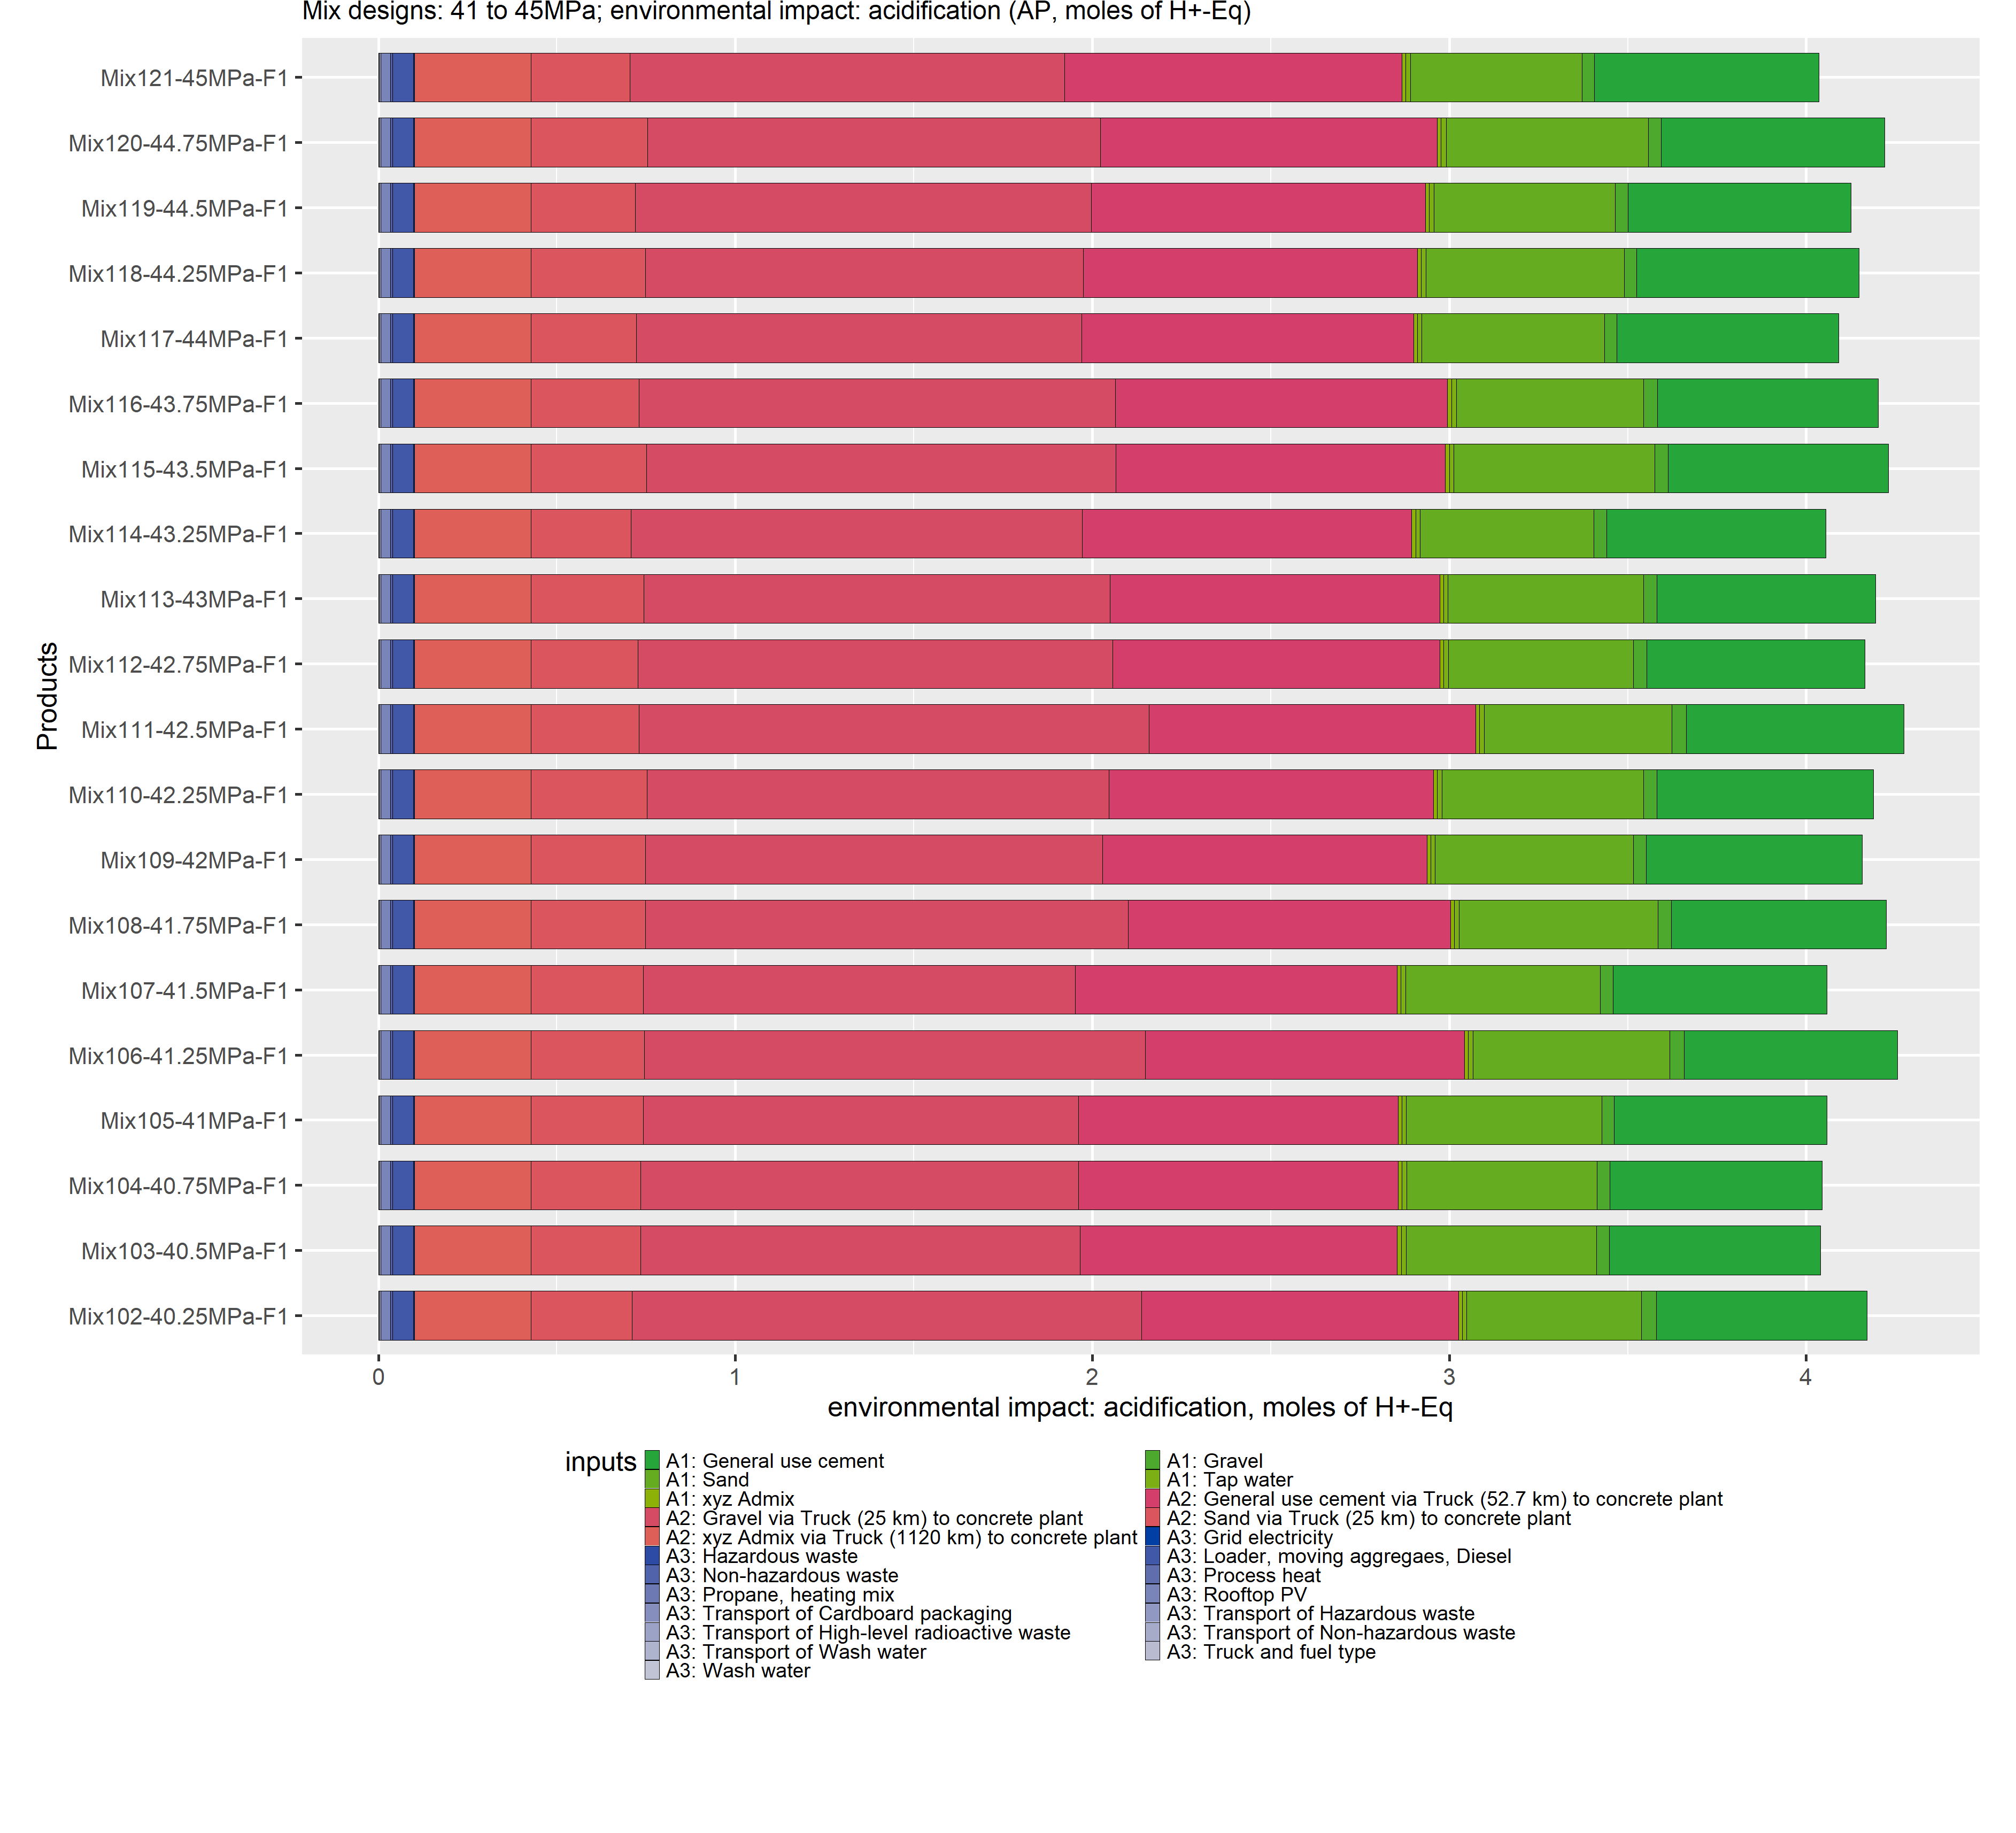 Mix designs: 41 to 45MPa; environmental impact: acidification (AP, moles of H+-Eq)
Mix121-45MPa-F1
Mix120-44.75MPa-F1
Mix119-44.5MPa-F1
Mix118-44.25MPa-F1
Mix117-44MPa-F1
Mix116-43.75MPa-F1
Mix115-43.5MPa-F1
Mix114-43.25MPa-F1
Mix113-43MPa-F1
Mix112-42.75MPa-F1
Mix111-42.5MPa-F1
Mix110-42.25MPa-F1
Mix109-42MPa-F1
Mix108-41.75MPa-F1
Mix107-41.5MPa-F1
Mix106-41.25MPa-F1
Mix105-41MPa-F1
Mix104-40.75MPa-F1
Mix103-40.5MPa-F1
Mix102-40.25MPa-F1
Products
0 1 2 3 4
environmental impact: acidification, moles of H+-Eq
inputs
A1: General use cement
A1: Gravel
A1: Sand
A1: Tap water
A1: xyz Admix
A2: General use cement via Truck (52.7 km) to concrete plant
A2: Gravel via Truck (25 km) to concrete plant
A2: Sand via Truck (25 km) to concrete plant
A2: xyz Admix via Truck (1120 km) to concrete plant
A3: Grid electricity
A3: Hazardous waste
A3: Loader, moving aggregaes, Diesel
A3: Non-hazardous waste
A3: Process heat
A3: Propane, heating mix
A3: Rooftop PV
A3: Transport of Cardboard packaging
A3: Transport of Hazardous waste
A3: Transport of High-level radioactive waste
A3: Transport of Non-hazardous waste
A3: Transport of Wash water
A3: Truck and fuel type
A3: Wash water